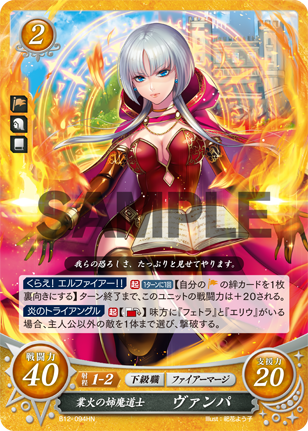 2
SAMPLE
我らの恐ろしさ、たっぷりと見せてやります。
くらえ！エルファイアー!! 起 1ターンに1回 【自分の の絆カードを1枚
裏向きにする】ターン終了まで、このユニットの戦闘力は＋20される。
炎のトライアングル 起 【 】味方に『フェトラ』と『エリウ』がいる
場合、主人公以外の敵を1体まで選び、撃破する。
戦闘力
40
射程 1-2
下級職
ファイアーマージ
支援力
20
業火の姉魔道士 ヴァンパ